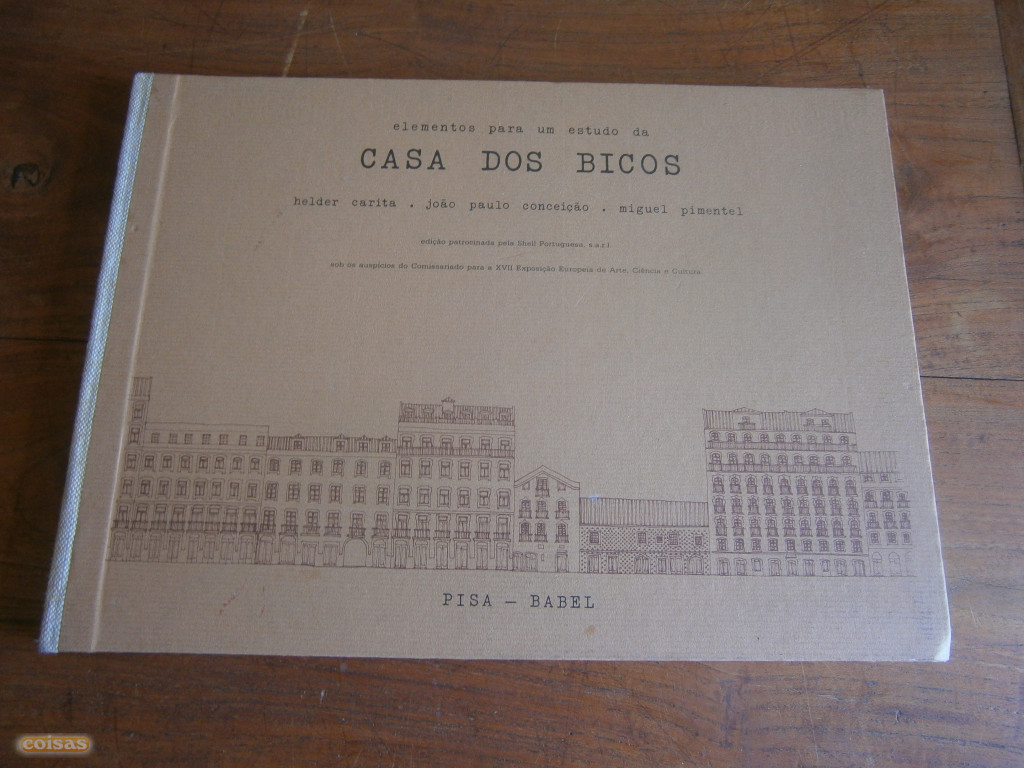 elementos para um estudo da
CASA DOS BICOS
helder carita . joão paulo conceição . miguel pimentel
edição patrocinada pela Shell Portuguesa, s.a.r.l.
sob os auspícios do Comissariado para a XVII Exposição Europeia de Arte, Ciência e Cultura
PISA — BABEL
coisas